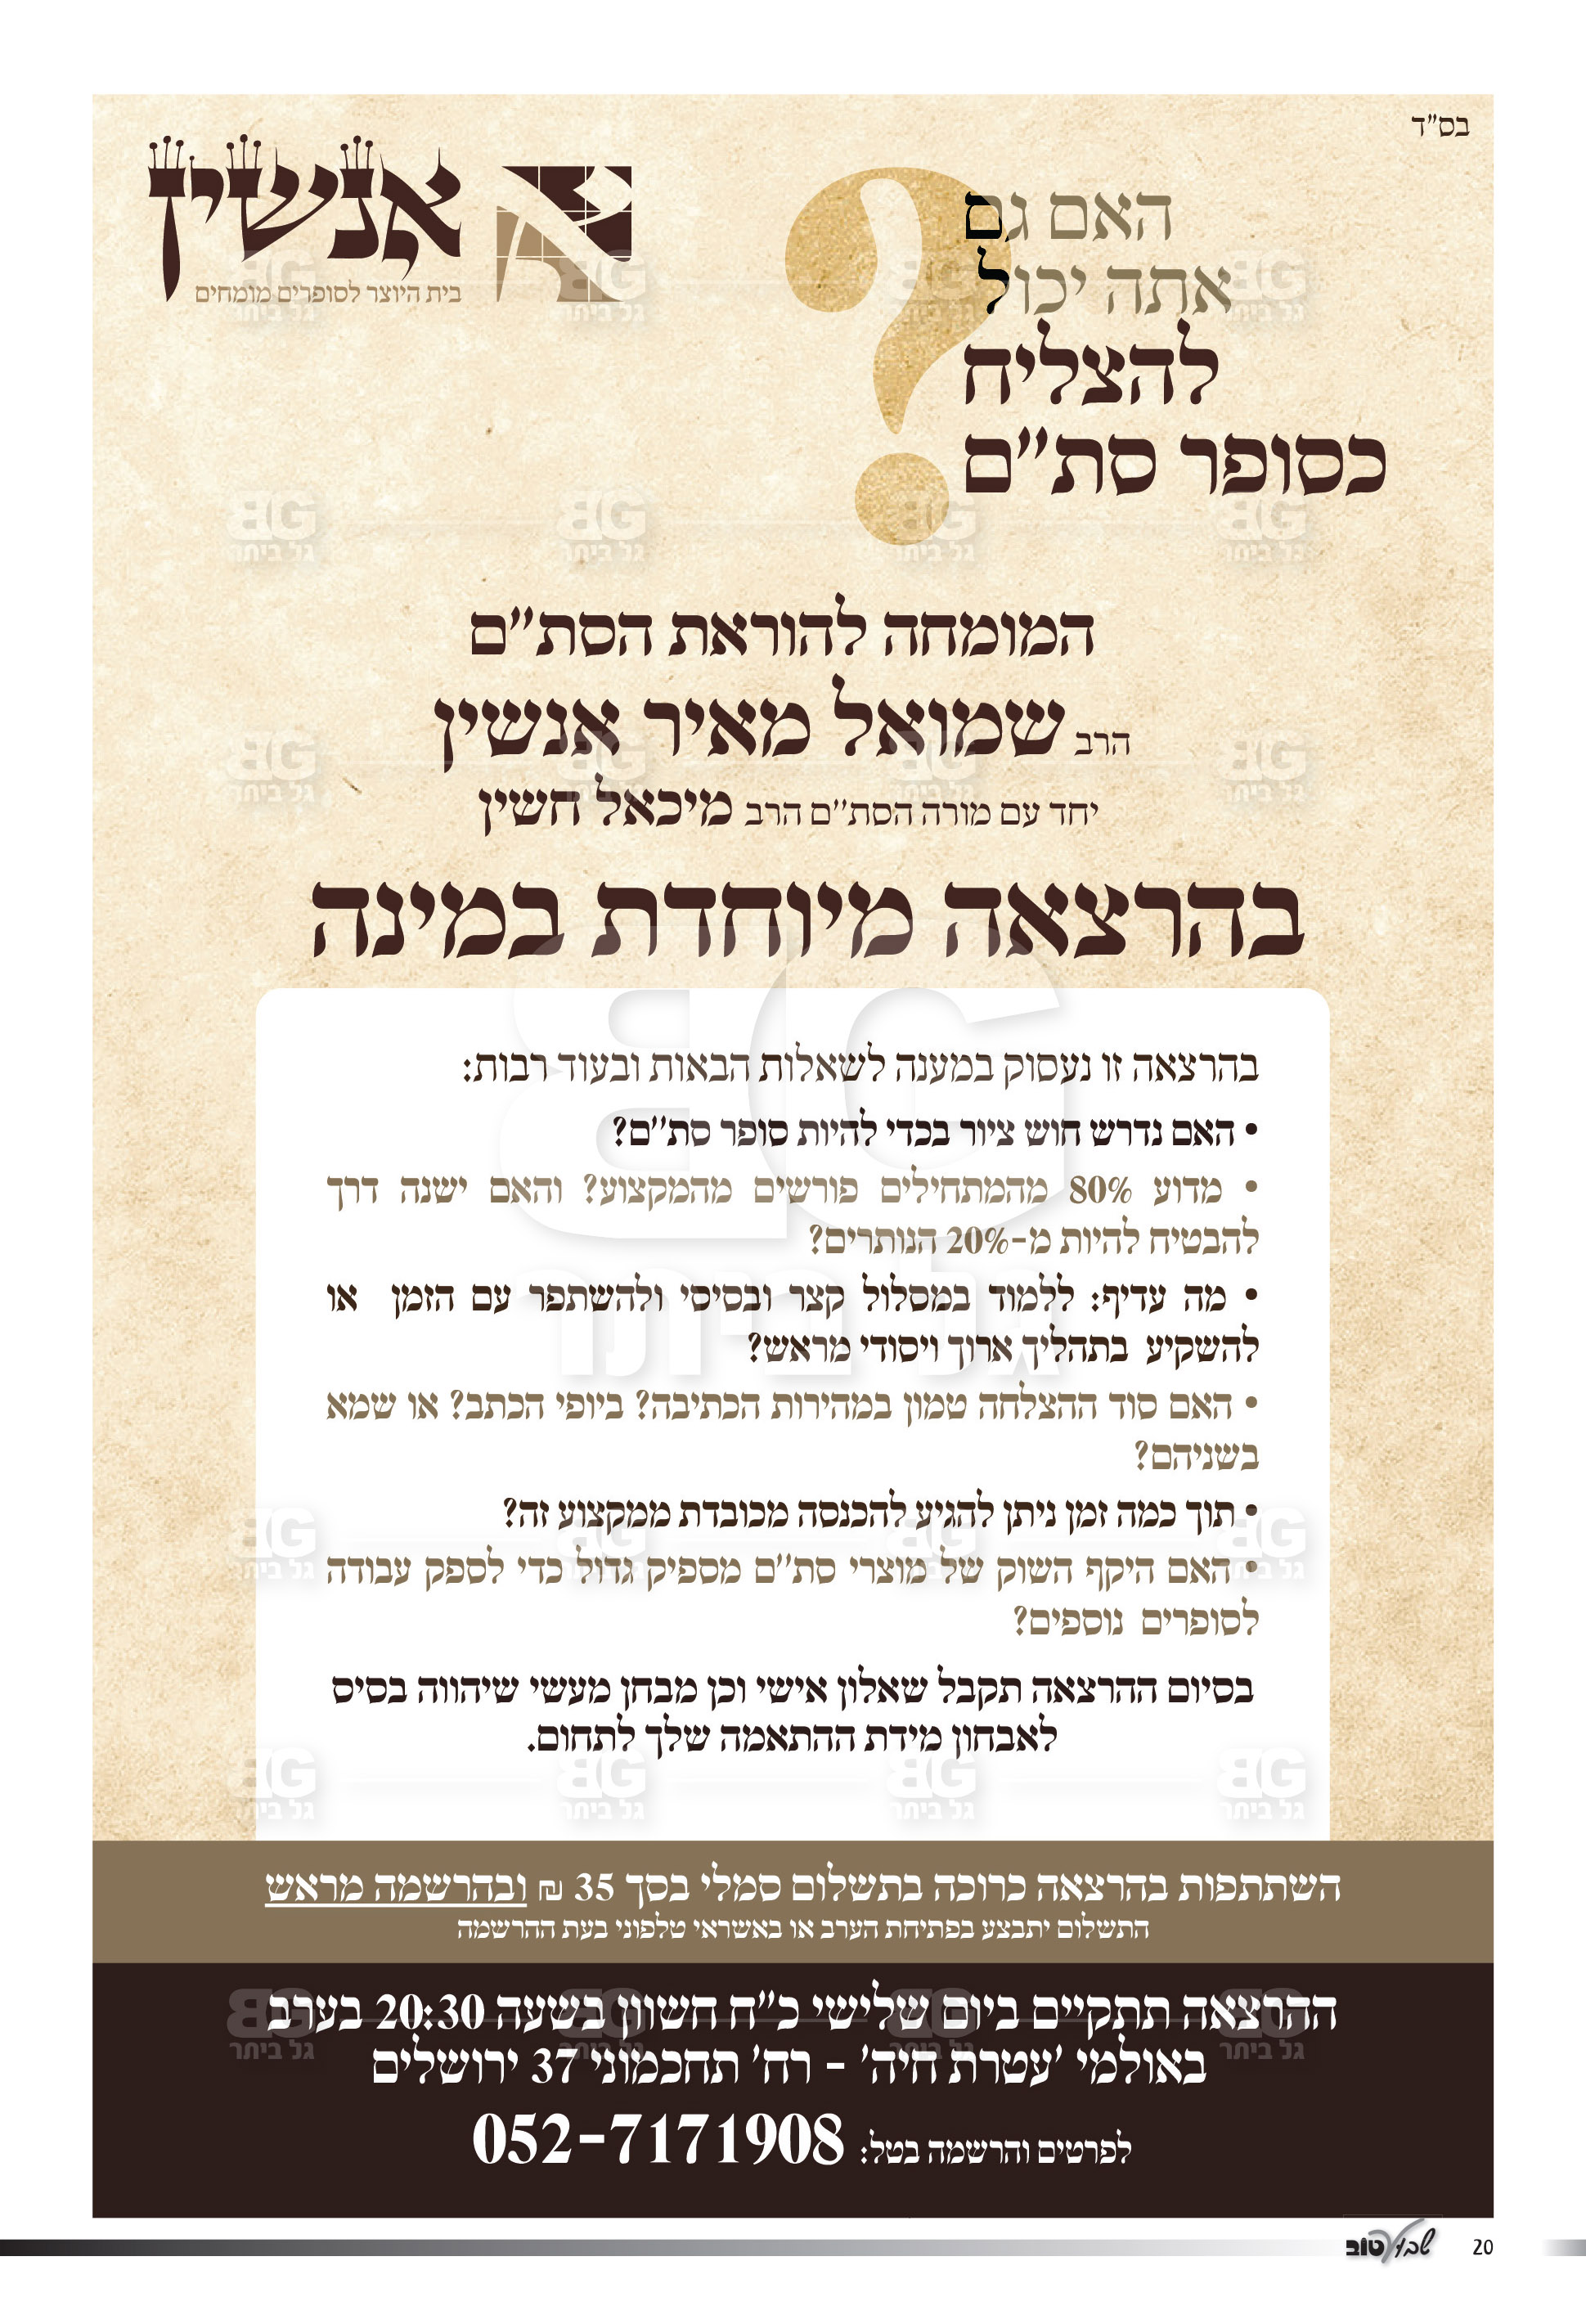 בס"ד
אנשין
בית היוצר לסופרים מומחים
האם גם
אתה יכול
להצליח
כסופר סת"ם
?
המומחה להוראת הסת"ם
הרב שמואל מאיר אנשין
יחד עם מורה הסת"ם הרב מיכאל חשין
בהרצאה מיוחדת במינה
בהרצאה זו נעסוק במענה לשאלות הבאות ובעוד רבות:
• האם נדרש חוש ציור בכדי להיות סופר סת"ם?
• מדוע 80% מהמתחילים פורשים מהמקצוע? והאם ישנה דרך
להבטיח להיות מ-20% הנותרים?
• מה עדיף: ללמוד במסלול קצר ובסיסי ולהשתפר עם הזמן או
להשקיע בתהליך ארוך ויסודי מראש?
• האם סוד ההצלחה טמון במהירות הכתיבה? ביופי הכתב? או שמא
בשניהם?
• תוך כמה זמן ניתן להגיע להכנסה מכובדת ממקצוע זה?
• האם היקף השוק של מוצרי סת"ם מספיק גדול כדי לספק עבודה
לסופרים נוספים?
בסיום ההרצאה תקבל שאלון אישי וכן מבחן מעשי שיהווה בסיס
לאבחון מידת ההתאמה שלך לתחום.
השתתפות בהרצאה כרוכה בתשלום סמלי בסך 35 ₪ ובהרשמה מראש
התשלום יתבצע בפתיחת הערב או באשראי טלפוני בעת ההרשמה
ההרצאה תתקיים ביום שלישי כ"ח חשוון בשעה 20:30 בערב
באולמי 'עטרת חיה' - רח' תחכמוני 37 ירושלים
לפרטים והרשמה בטל: 052-7171908
20 שבוע טוב
BG
גל ביתר